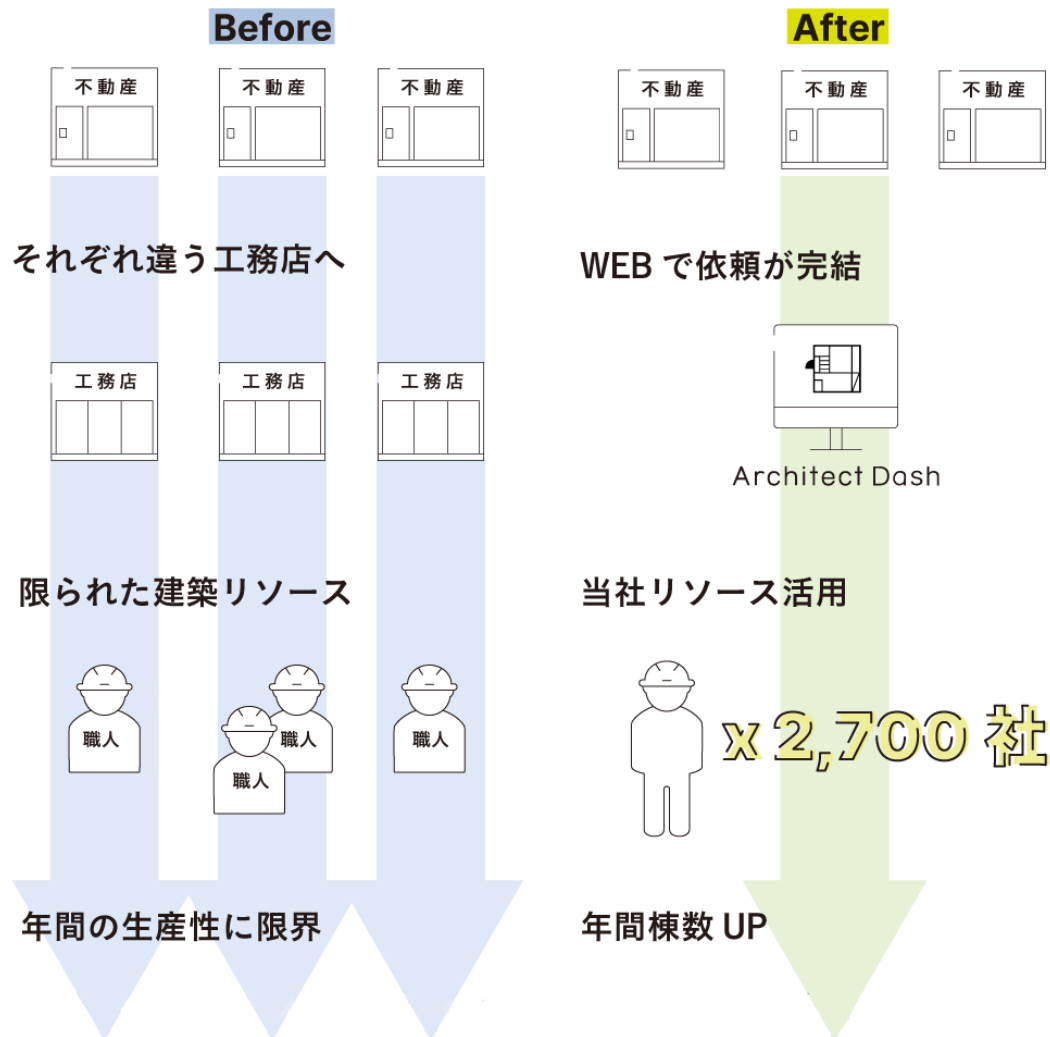 Before
不動産
不動産
不動産
それぞれ違う工務店へ
工務店
工務店
工務店
限られた建築リソース
職人
職人
職人
職人
年間の生産性に限界
After
不動産
不動産
不動産
WEBで依頼が完結
Architect Dash
当社リソース活用
x 2,700 社
年間棟数 UP